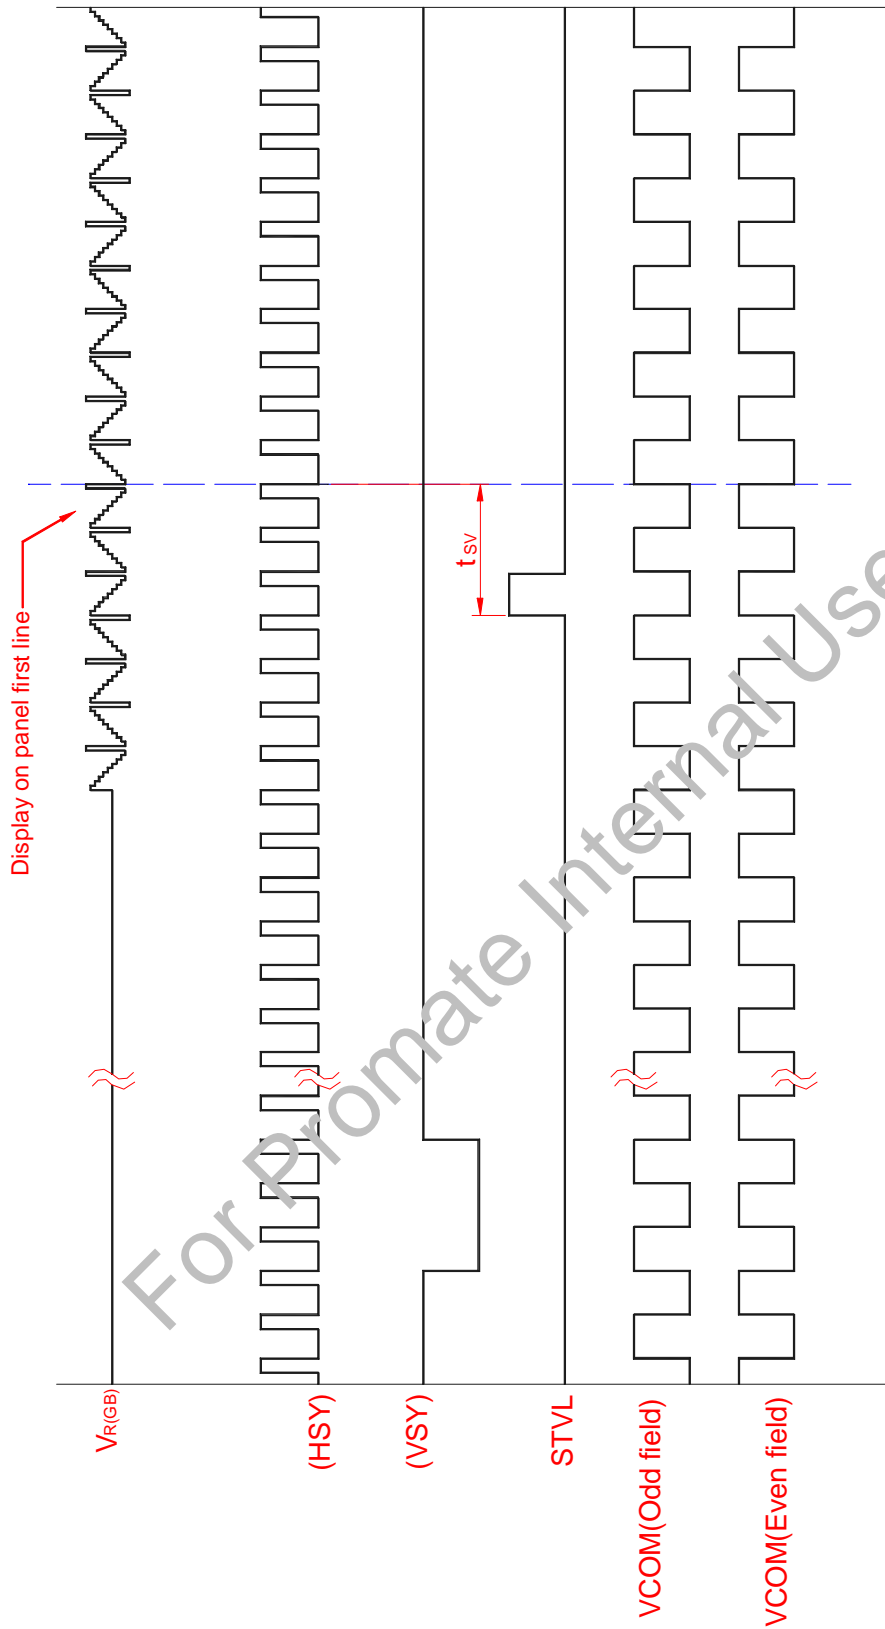 Display on panel first line
VR(GB)
(HSY)
(VSY)
tSV
STVL
VCOM(Odd field)
VCOM(Even field)
For Promate Internal Use